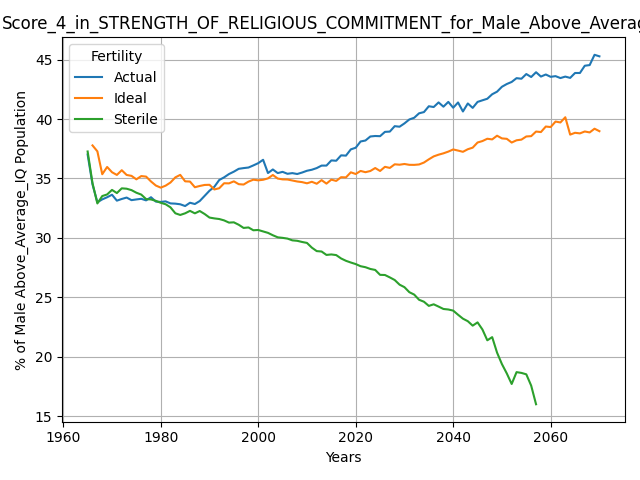 Score_4_in_STRENGTH_OF_RELIGIOUS_COMMITMENT_for_Male_Above_Averag
Fertility
Actual
Ideal
Sterile
% of Male Above_Average_IQ Population
45
40
35
30
25
20
15
1960 1980 2000 2020 2040 2060
Years